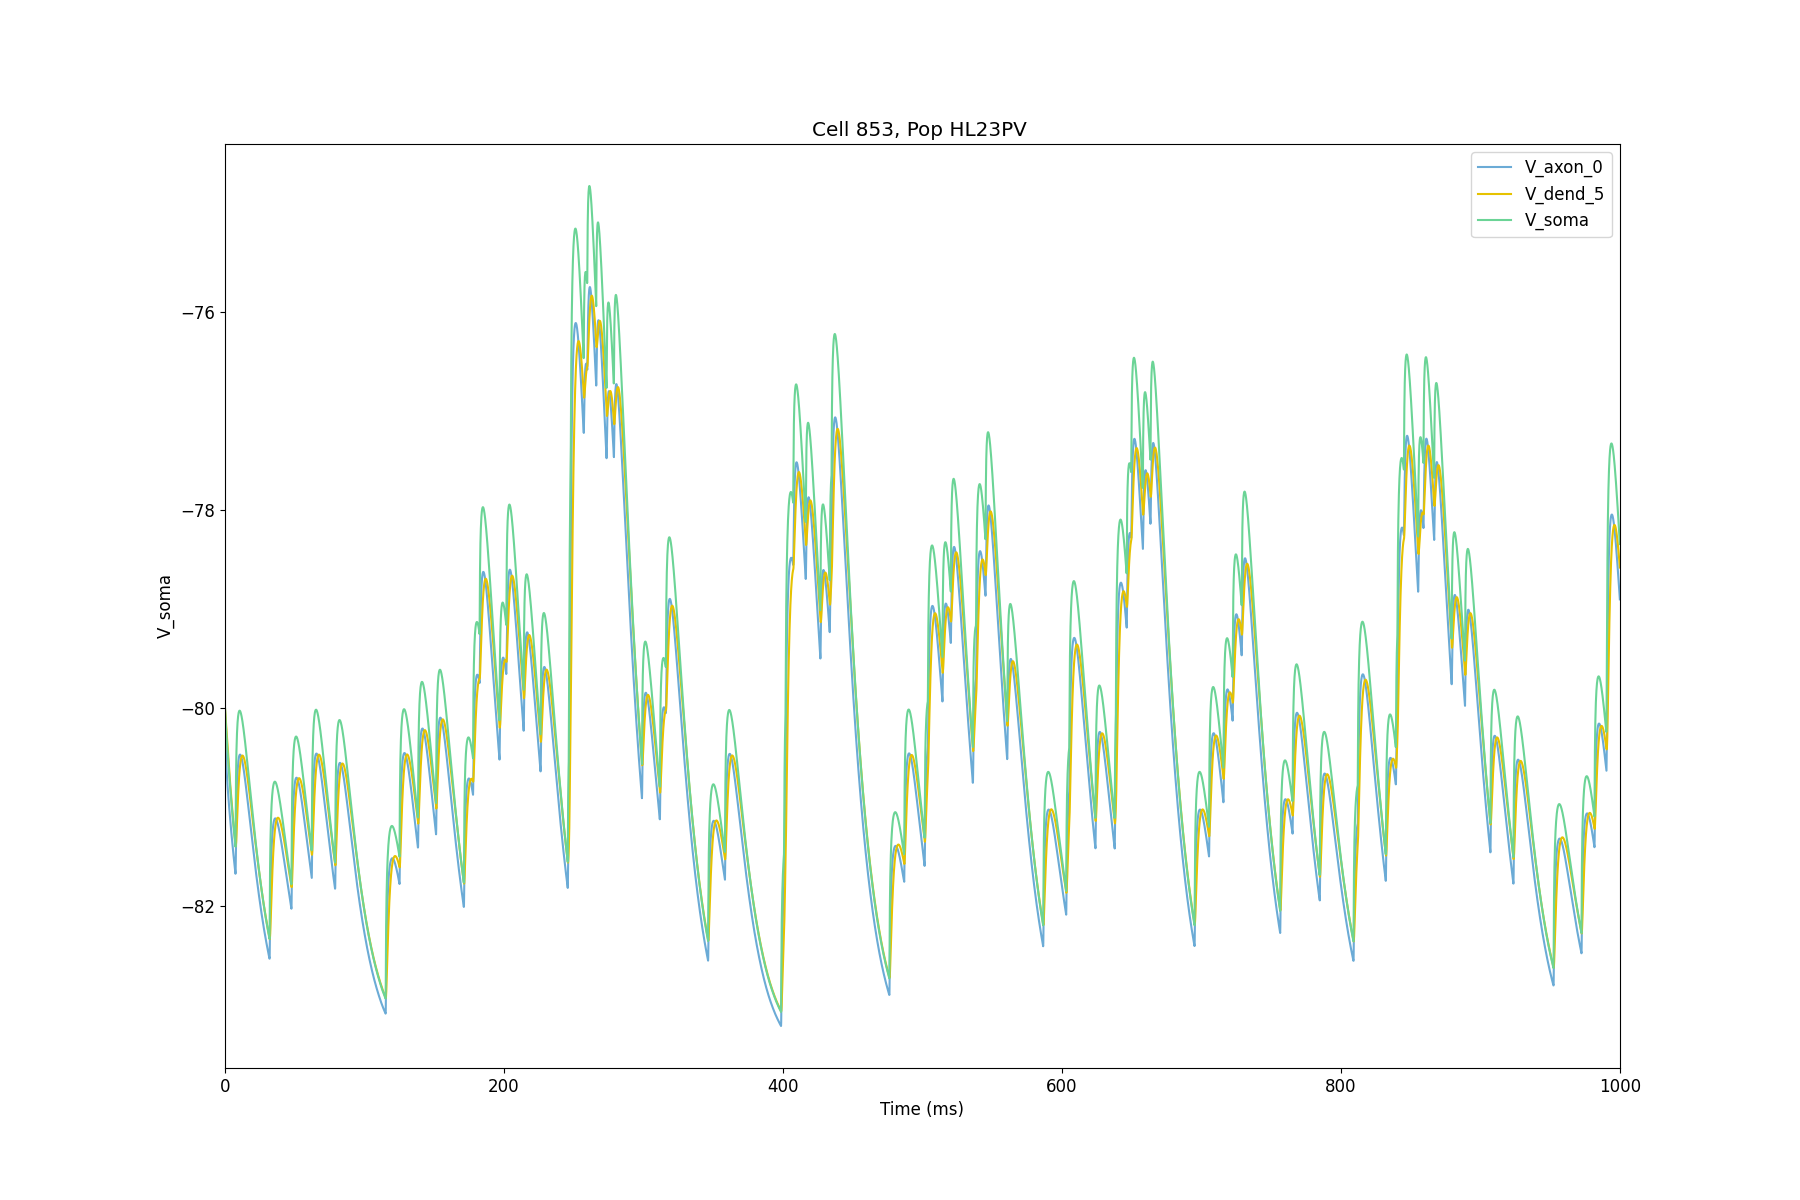 Cell 853, Pop HL23PV
V_axon_0
V_dend_5
V_soma
−76
−78
−80
−82
V_soma
0
200
400
600
800
1000
Time (ms)